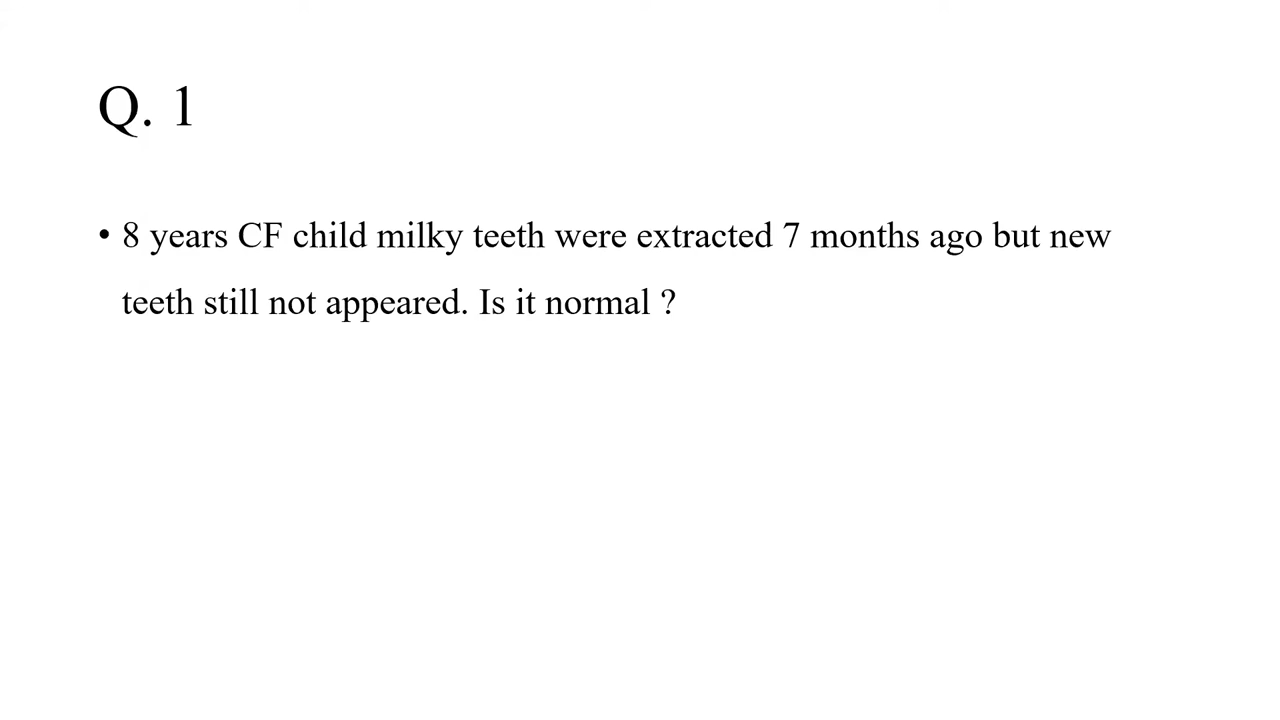 Q. 1
• 8 years CF child milky teeth were extracted 7 months ago but new
teeth still not appeared. Is it normal ?